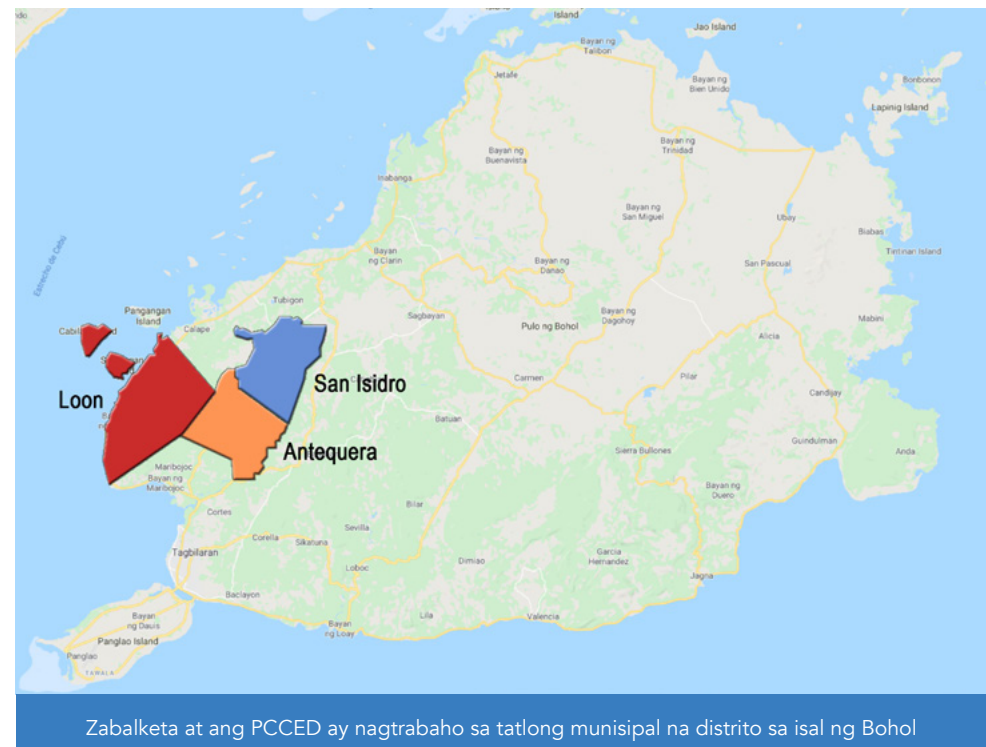 Island
Jao Island
Bayan ng
Talibon
Jetafe
Bayan ng
Bien Unido
Bonbonon
Lapinig Island
Bayan ng
Buenavista
Bayan ng
Trinidad
Inabanga
Bayan ng
San Miguel
Ubay
Biabas
Tintinan Island
Estrecho de Cebú
Bayan
ng Clarin
Bayan ng
Danao
San Pascual
Tubigon
Pangangan
Island
Calape
Sagbayan
Pulo ng Bohol
Bayan ng
Dagohoy
Mabini
Alicia
San Isidro
Loon
Carmen
Pilar
Candijay
Batuan
Antequera
Guindulman
Sierra Bullones
Anda
Maribojoc
Bayan ng
Maribojoc
Bayan ng
Duero
Cortes
Bilar
Sevilla
Corella
Sikatuna
Tagbilaran
Loboc
Dimiao
Garcia
Hernandez
Jagna
Baclayon
Lila
Valencia
Bayan
ng Dauis
Bayan
ng Loay
Panglao Island
Panglao
TAWALA
Zabalketa at ang PCCED ay nagtrabaho sa tatlong munisipal na distrito sa isal ng Bohol